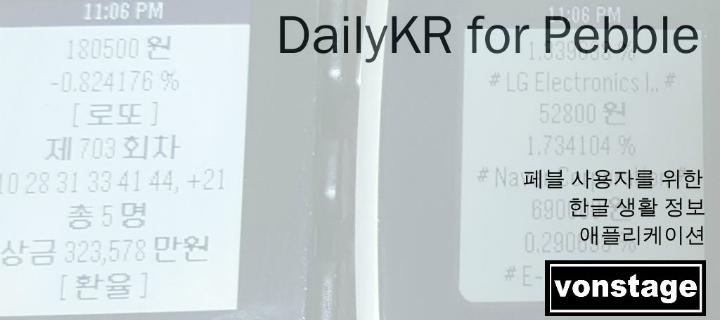 DailyKR for Pebble
11:06 PM
180500 원
-0.824176 %
[ 로또 ]
제 703 회차
10 28 31 33 41 44, +21
총 5 명
상금 323,578 만원
[ 환율 ]
11:06 PM
# LG Electronics I.. #
52800 원
1.734104 %
페블 사용자를 위한
한글 생활 정보
애플리케이션
vonstage